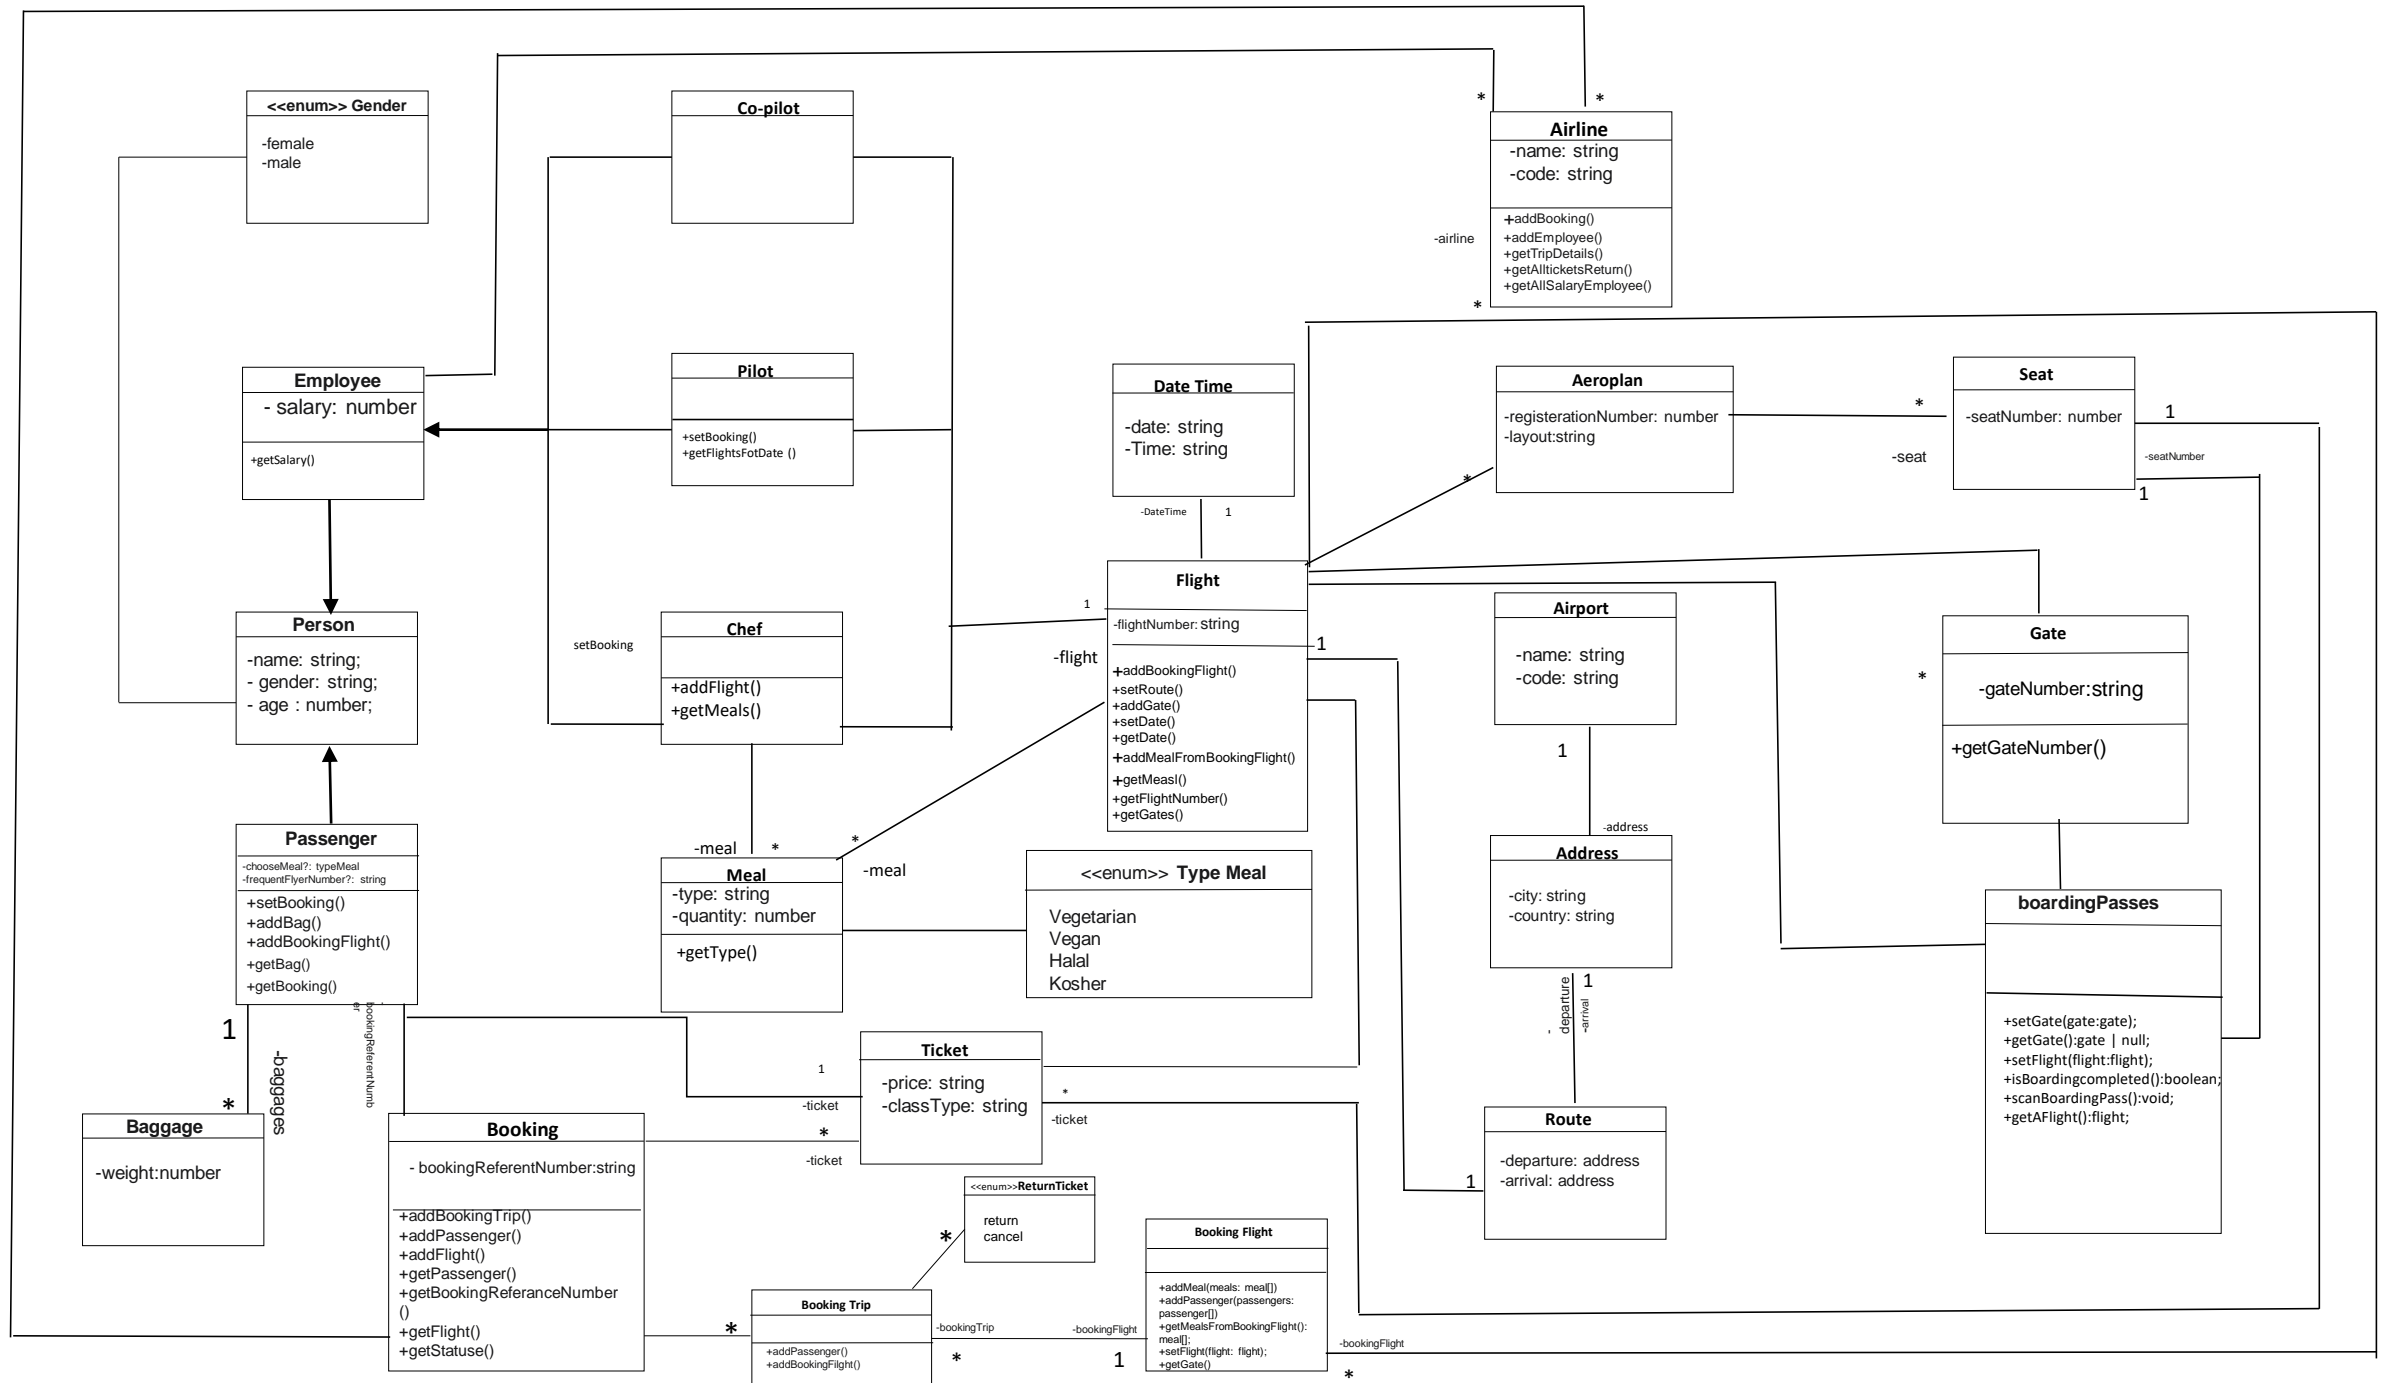 <<enum>> Gender
-female
-male
Co-pilot
*
*
Airline
-name: string
-code: string
+addBooking()
+addEmployee()
+getTripDetails()
+getAllticketsReturn()
+getAllSalaryEmployee()
-airline
*
Employee
- salary: number
+getSalary()
Pilot
+setBooking()
+getFlightsFotDate ()
Date Time
-date: string
-Time: string
-DateTime
1
Aeroplan
-registerationNumber: number
-layout:string
*
*
-seat
Seat
-seatNumber: number
1
-seatNumber
1
Person
-name: string;
- gender: string;
- age : number;
setBooking
Chef
+addFlight()
+getMeals()
1
-flight
Flight
-flightNumber: string
1
+addBookingFlight()
+setRoute()
+addGate()
+setDate()
+getDate()
+addMealFromBookingFlight()
+getMeasl()
+getFlightNumber()
+getGates()
Airport
-name: string
-code: string
1
-address
*
Gate
-gateNumber:string
+getGateNumber()
Passenger
-chooseMeal?: typeMeal
-frequentFlyerNumber?: string
+setBooking()
+addBag()
+addBookingFlight()
+getBag()
+getBooking()
-meal
*
*
-meal
Meal
-type: string
-quantity: number
+getType()
<<enum>> Type Meal
Vegetarian
Vegan
Halal
Kosher
Address
-city: string
-country: string
-
departure
1
-arrival
boardingPasses
+setGate(gate:gate);
+getGate():gate | null;
+setFlight(flight:flight);
+isBoardingcompleted():boolean;
+scanBoardingPass():void;
+getAFlight():flight;
1
-baggages
*
-
bookingReferentNumb
er
Baggage
-weight:number
1
-ticket
*
-ticket
Ticket
-price: string
-classType: string
*
-ticket
Booking
- bookingReferentNumber:string
+addBookingTrip()
+addPassenger()
+addFlight()
+getPassenger()
+getBookingReferanceNumber
()
+getFlight()
+getStatuse()
Route
-departure: address
-arrival: address
1
<<enum>>ReturnTicket
return
cancel
*
*
Booking Trip
+addPassenger()
+addBookingFilght()
-bookingTrip
*
-bookingFlight
1
Booking Flight
+addMeal(meals: meal[])
+addPassenger(passengers:
passenger[])
+getMealsFromBookingFlight():
meal[];
+setFlight(flight: flight);
+getGate()
-bookingFlight
*